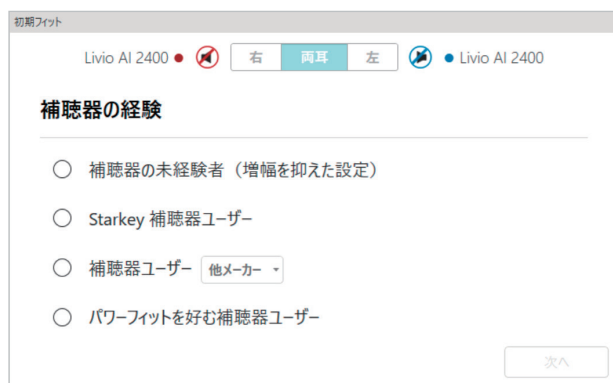 初期フィット
Livio AI 2400 右 両耳 左 Livio AI 2400
補聴器の経験
補聴器の未経験者（増幅を抑えた設定）
Starkey 補聴器ユーザー
補聴器ユーザー 他メーカー
パワーフィットを好む補聴器ユーザー
次へ